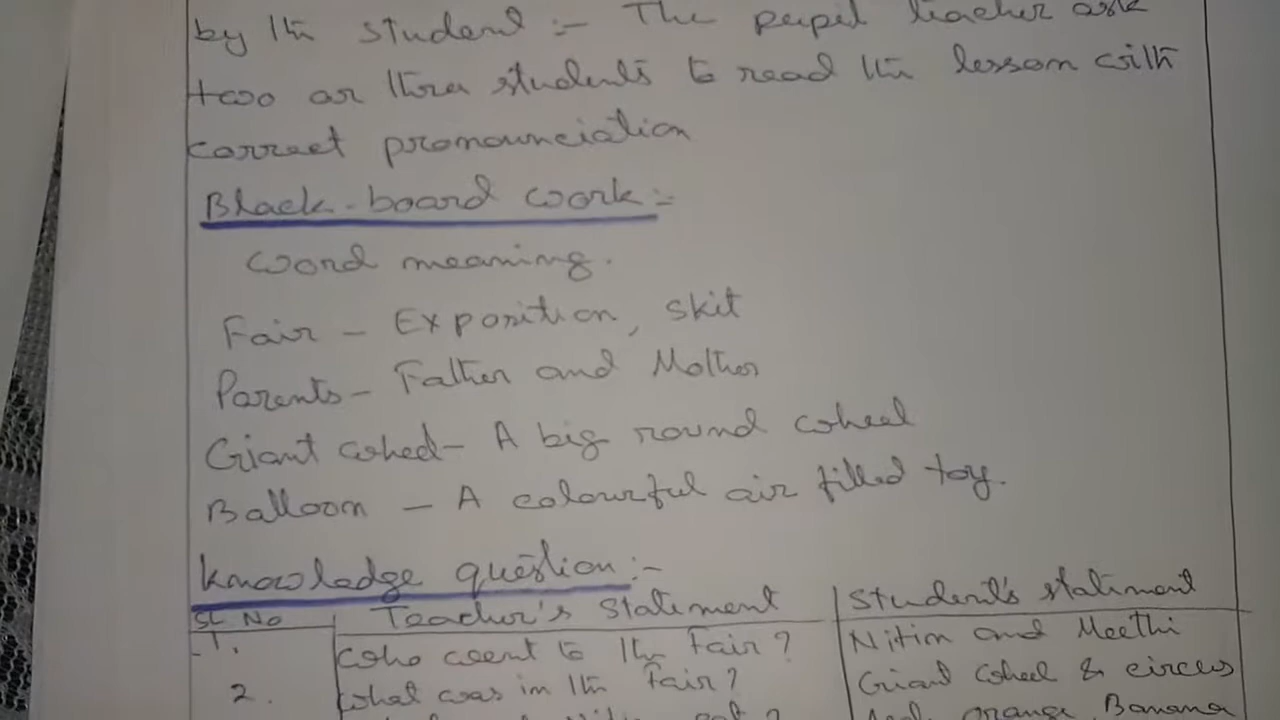 by the student :- The pupil teacher ask
two or three students to read the lesson with
correct pronounciation
Black-board work :-
Word meaning.
Fair - Exposition, skit
Parents - Father and Mother
Giant wheel - A big round wheel
Balloon - A colourful air filled toy.
Knowledge question :-
SL No Teacher's statement Student's statement
1. Who went to the Fair? Nitin and Meethi
2. What was in the Fair? Giant wheel & circus
orange Banana